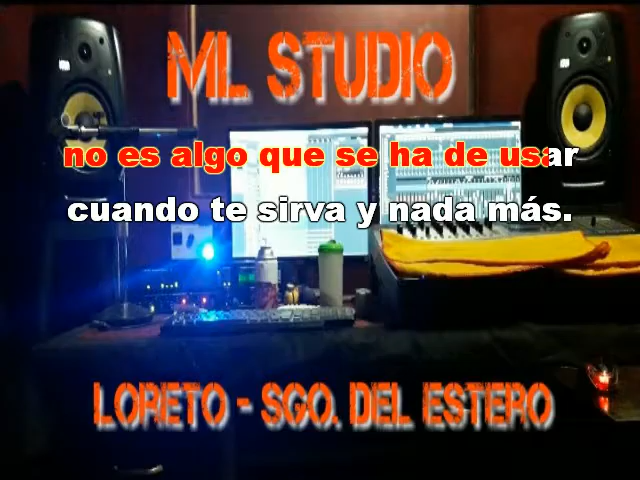 ML STUDIO
no es algo que se ha de usar
cuando te sirva y nada más.
LORETO - SGO. DEL ESTERO